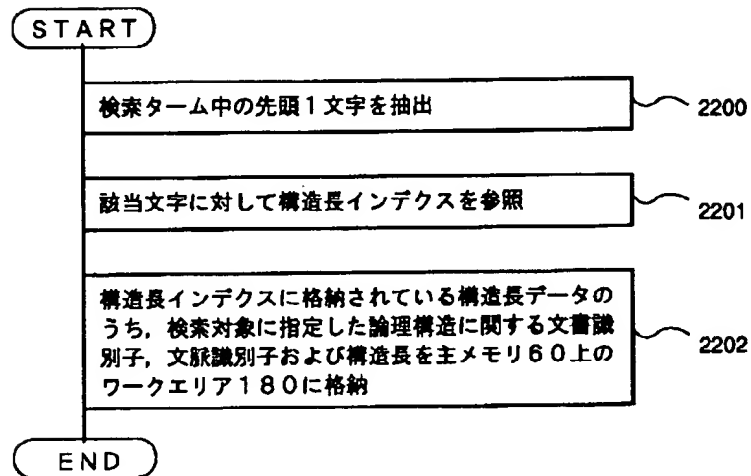 START
検索ターム中の先頭1文字を抽出
2200
該当文字に対して構造長インデクスを参照
2201
構造長インデクスに格納されている構造長データの
うち，検索対象に指定した論理構造に関する文書識
別子，文脈識別子および構造長を主メモリ60上の
ワークエリア180に格納
2202
END